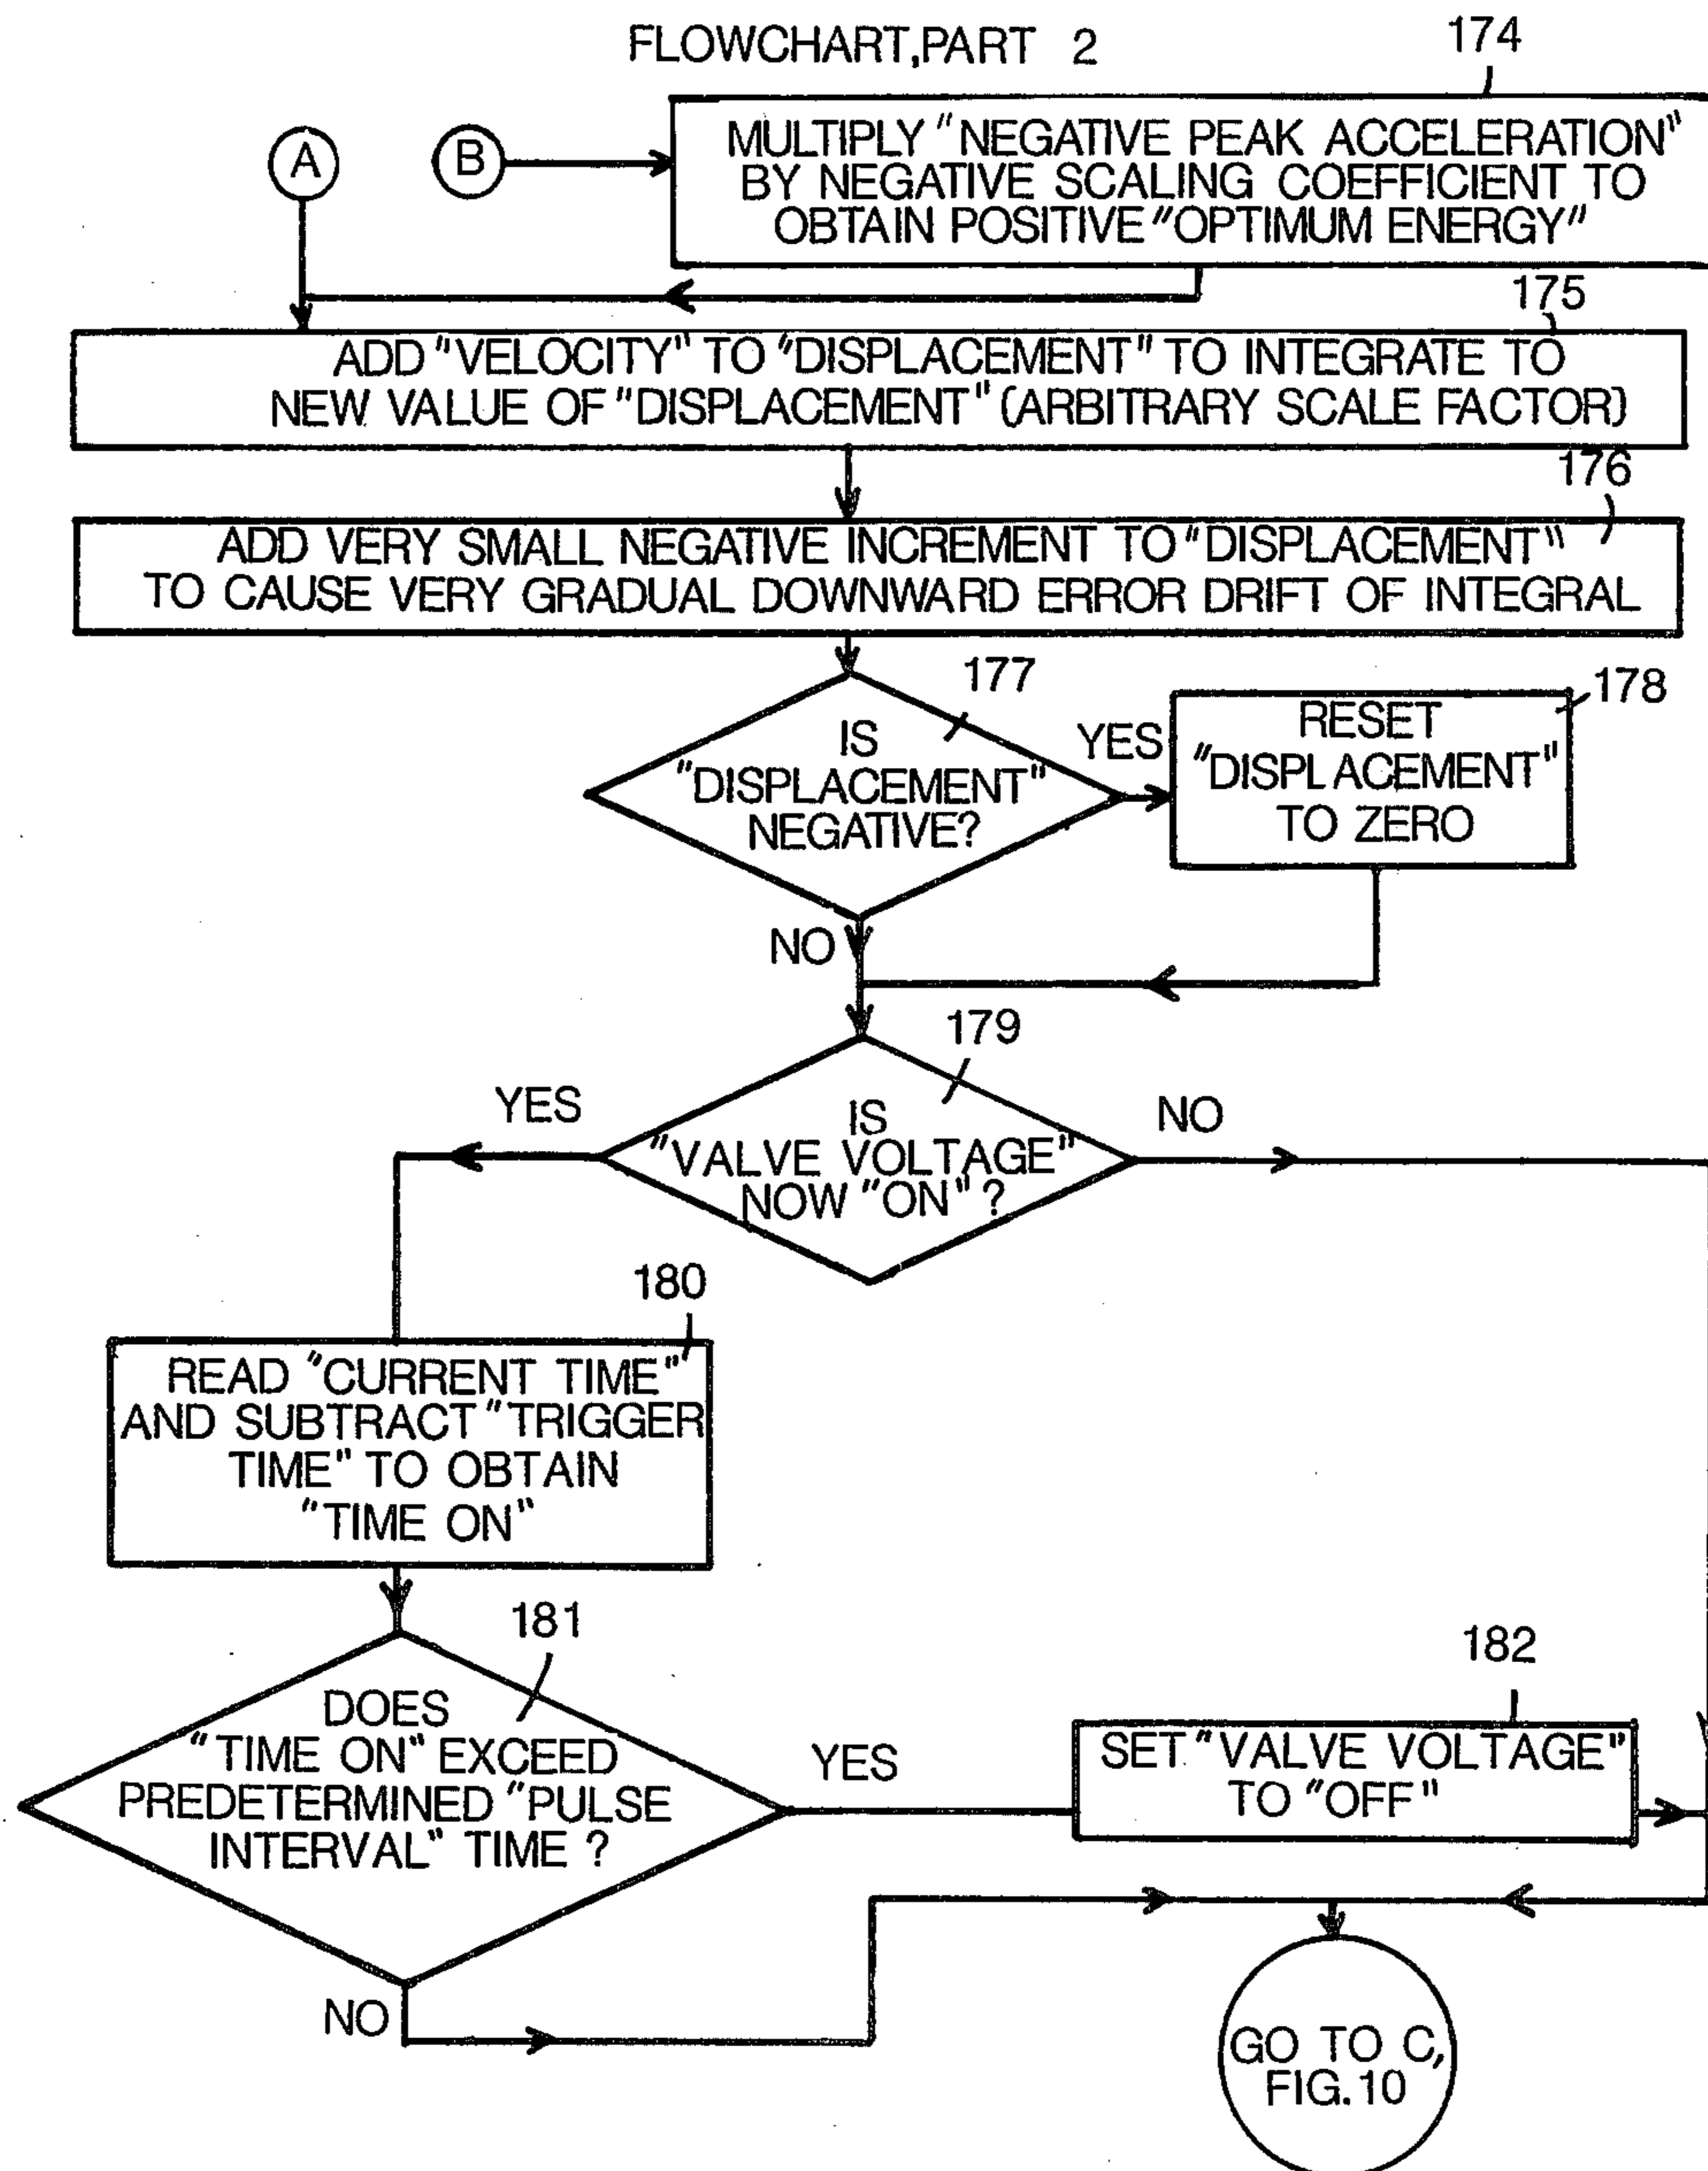 FLOWCHART, PART 2
174
A
B
MULTIPLY "NEGATIVE PEAK ACCELERATION"
BY NEGATIVE SCALING COEFFICIENT TO
OBTAIN POSITIVE "OPTIMUM ENERGY"
175
ADD "VELOCITY" TO "DISPLACEMENT" TO INTEGRATE TO
NEW VALUE OF "DISPLACEMENT" (ARBITRARY SCALE FACTOR)
176
ADD VERY SMALL NEGATIVE INCREMENT TO "DISPLACEMENT"
TO CAUSE VERY GRADUAL DOWNWARD ERROR DRIFT OF INTEGRAL
177
IS
"DISPLACEMENT"
NEGATIVE?
YES
178
RESET
"DISPLACEMENT"
TO ZERO
NO
179
IS
"VALVE VOLTAGE"
NOW "ON"?
YES
NO
180
READ "CURRENT TIME"
AND SUBTRACT "TRIGGER
TIME" TO OBTAIN
"TIME ON"
181
DOES
"TIME ON" EXCEED
PREDETERMINED "PULSE
INTERVAL" TIME ?
YES
182
SET "VALVE VOLTAGE"
TO "OFF"
NO
GO TO C,
FIG.10